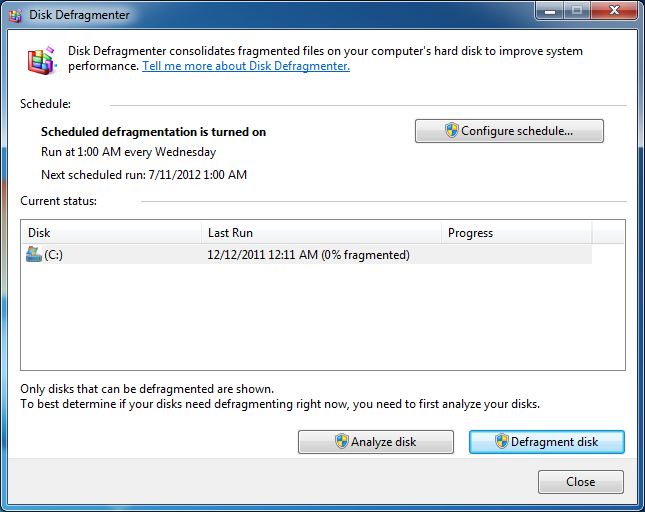 Disk Defragmenter
Disk Defragmenter consolidates fragmented files on your computer's hard disk to improve system
performance. Tell me more about Disk Defragmenter.
Schedule:
Scheduled defragmentation is turned on
Configure schedule...
Run at 1:00 AM every Wednesday
Next scheduled run: 7/11/2012 1:00 AM
Current status:
Disk Last Run Progress
(C:) 12/12/2011 12:11 AM (0% fragmented)
Only disks that can be defragmented are shown.
To best determine if your disks need defragmenting right now, you need to first analyze your disks.
Analyze disk Defragment disk
Close